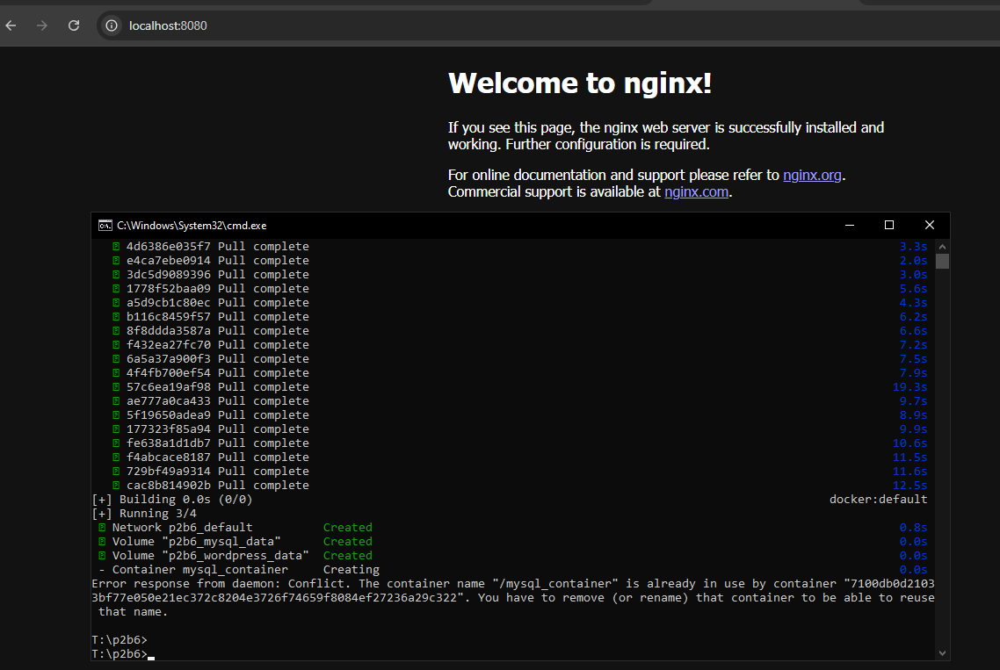 localhost:8080
Welcome to nginx!
If you see this page, the nginx web server is successfully installed and
working. Further configuration is required.
For online documentation and support please refer to nginx.org.
Commercial support is available at nginx.com.
C:\Windows\System32\cmd.exe
4d6386e035f7 Pull complete 3.3s
e4ca7ebe0914 Pull complete 2.0s
3dc5d9089396 Pull complete 3.0s
1778f52baa09 Pull complete 5.6s
a5d9cb1c80ec Pull complete 4.3s
b116c8459f57 Pull complete 6.2s
8f8ddda3587a Pull complete 6.6s
f432ea27fc70 Pull complete 7.2s
6a5a37a900f3 Pull complete 7.5s
4f4fb700ef54 Pull complete 7.9s
57c6ea19af98 Pull complete 19.3s
ae777a0ca433 Pull complete 9.7s
5f19650adea9 Pull complete 8.9s
177323f85a94 Pull complete 9.9s
fe638a1d1db7 Pull complete 10.6s
f4abcace8187 Pull complete 11.5s
729bf49a9314 Pull complete 11.6s
cac8b814902b Pull complete 12.5s
[+] Building 0.0s (0/0) docker:default
[+] Running 3/4
Network p2b6_default Created 0.8s
Volume "p2b6_mysql_data" Created 0.0s
Volume "p2b6_wordpress_data" Created 0.0s
- Container mysql_container Creating 0.0s
Error response from daemon: Conflict. The container name "/mysql_container" is already in use by container "7100db0d2103
3bf77e050e21ec372c8204e3726f74659f8084ef27236a29c322". You have to remove (or rename) that container to be able to reuse
that name.
T:\p2b6>
T:\p2b6>